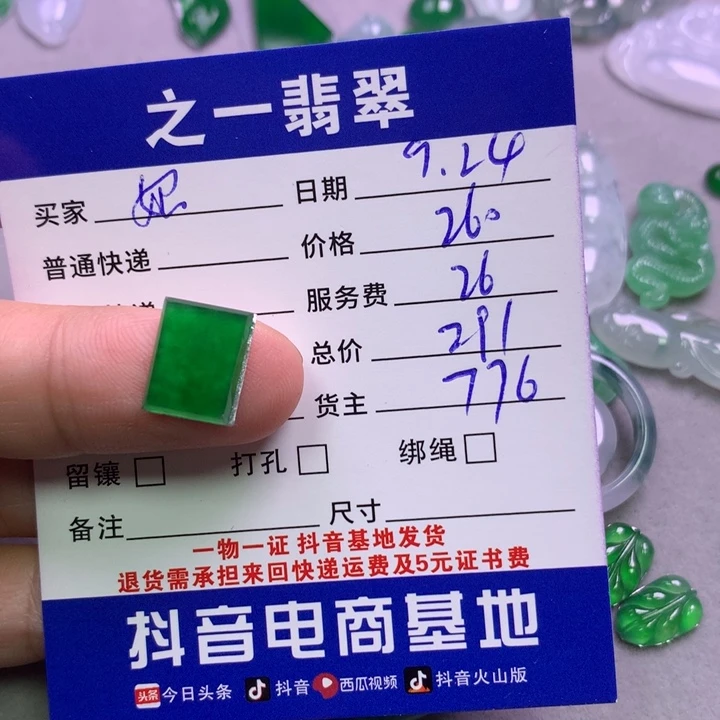 之一翡翠
买家 妮 日期 9.24
普通快递 价格 260
快递 服务费 26
总价 291
货主 776
留镶 打孔 绑绳
备注 尺寸
一物一证 抖音基地发货
退货需承担来回快递运费及5元证书费
抖音电商基地
头条 今日头条 抖音 西瓜视频 抖音火山版